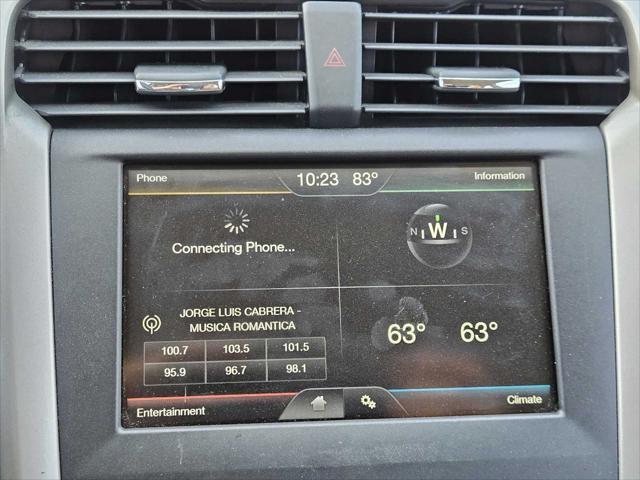 Phone 10:23 83° Information
Connecting Phone...
N W S
JORGE LUIS CABRERA -
MUSICA ROMANTICA
100.7 103.5 101.5
95.9 96.7 98.1
63° 63°
Entertainment Climate